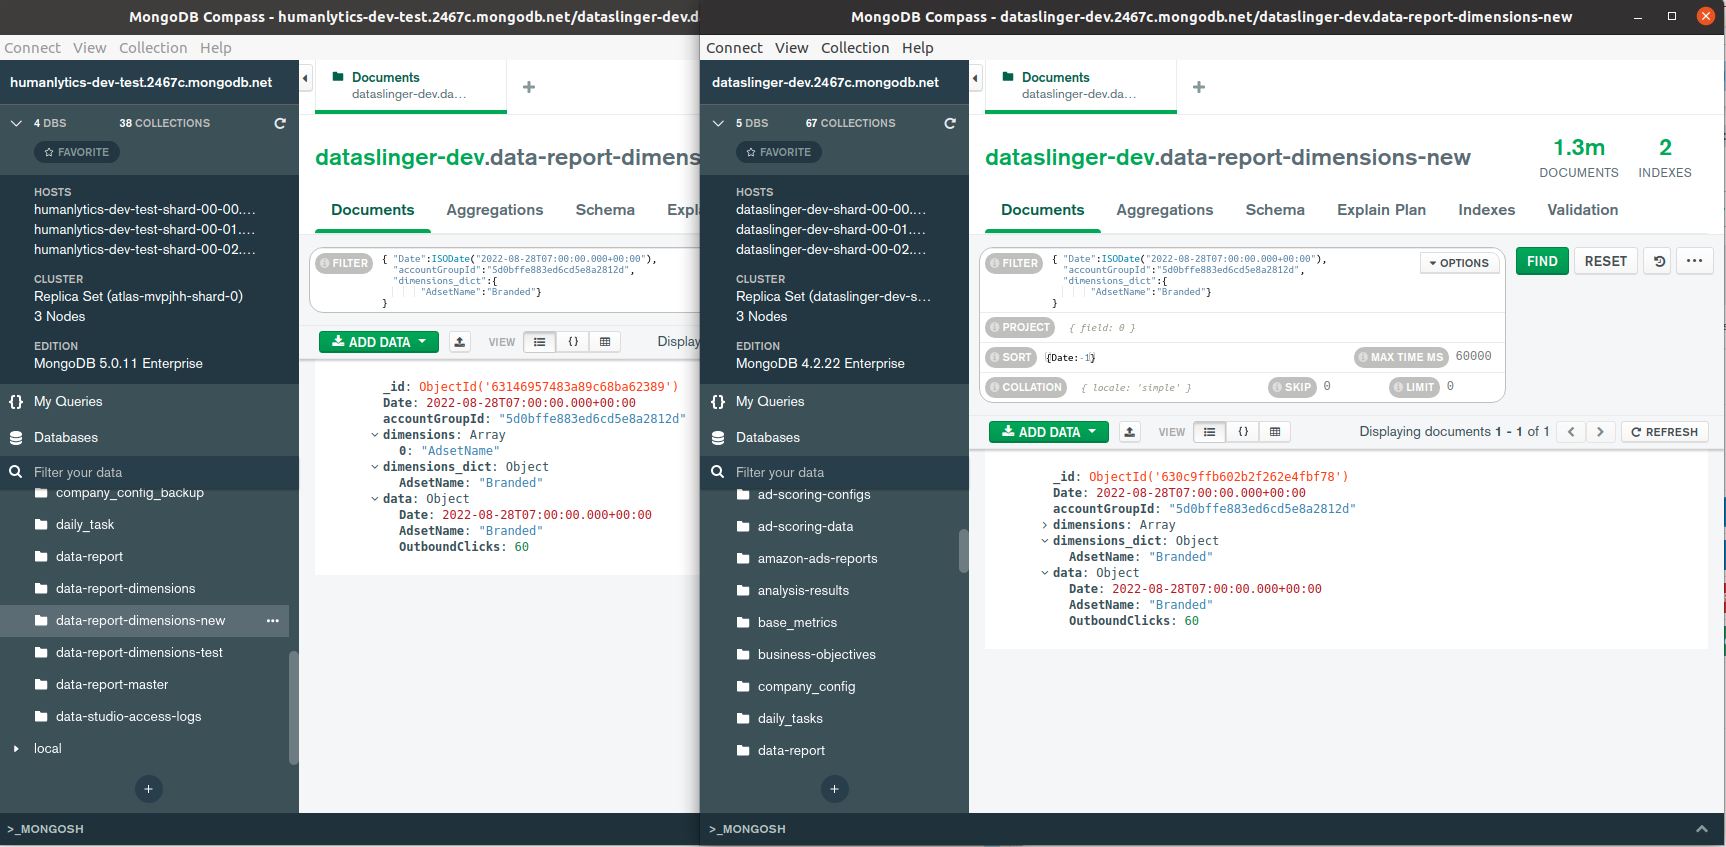 MongoDB Compass - humanlytics-dev-test.2467c.mongodb.net/dataslinger-dev.d
Connect View Collection Help
humanlytics-dev-test.2467c.mongodb.net
4 DBS 38 COLLECTIONS
FAVORITE
HOSTS
humanlytics-dev-test-shard-00-00....
humanlytics-dev-test-shard-00-01....
humanlytics-dev-test-shard-00-02....
CLUSTER
Replica Set (atlas-mvpjhh-shard-0)
3 Nodes
EDITION
MongoDB 5.0.11 Enterprise
My Queries
Databases
Filter your data
company_config_backup
daily_task
data-report
data-report-dimensions
data-report-dimensions-new
data-report-dimensions-test
data-report-master
data-studio-access-logs
local
+
>_MONGOSH
Documents
dataslinger-dev.da...
+
dataslinger-dev.data-report-dimens
Documents Aggregations Schema Expl
FILTER
{ "Date":ISODate("2022-08-28T07:00:00.000+00:00"),
"accountGroupId":"5d0bffe883ed6cd5e8a2812d",
"dimensions_dict":{
"AdsetName":"Branded"}
}
ADD DATA VIEW {} Display
_id: ObjectId('63146957483a89c68ba62389')
Date: 2022-08-28T07:00:00.000+00:00
accountGroupId: "5d0bffe883ed6cd5e8a2812d"
dimensions: Array
0: "AdsetName"
dimensions_dict: Object
AdsetName: "Branded"
data: Object
Date: 2022-08-28T07:00:00.000+00:00
AdsetName: "Branded"
OutboundClicks: 60
MongoDB Compass - dataslinger-dev.2467c.mongodb.net/dataslinger-dev.data-report-dimensions-new
Connect View Collection Help
dataslinger-dev.2467c.mongodb.net
5 DBS 67 COLLECTIONS
FAVORITE
HOSTS
dataslinger-dev-shard-00-00....
dataslinger-dev-shard-00-01....
dataslinger-dev-shard-00-02....
CLUSTER
Replica Set (dataslinger-dev-s...
3 Nodes
EDITION
MongoDB 4.2.22 Enterprise
My Queries
Databases
Filter your data
ad-scoring-configs
ad-scoring-data
amazon-ads-reports
analysis-results
base_metrics
business-objectives
company_config
daily_tasks
data-report
+
>_MONGOSH
Documents
dataslinger-dev.da...
+
dataslinger-dev.data-report-dimensions-new
1.3m
DOCUMENTS
2
INDEXES
Documents Aggregations Schema Explain Plan Indexes Validation
FILTER
{ "Date":ISODate("2022-08-28T07:00:00.000+00:00"),
"accountGroupId":"5d0bffe883ed6cd5e8a2812d",
"dimensions_dict":{
"AdsetName":"Branded"}
}
OPTIONS FIND RESET ...
PROJECT { field: 0 }
SORT {Date:-1} MAX TIME MS 60000
COLLATION { locale: 'simple' } SKIP 0 LIMIT 0
ADD DATA VIEW {} Displaying documents 1 - 1 of 1 < > REFRESH
_id: ObjectId('630c9ffb602b2f262e4fbf78')
Date: 2022-08-28T07:00:00.000+00:00
accountGroupId: "5d0bffe883ed6cd5e8a2812d"
dimensions: Array
dimensions_dict: Object
AdsetName: "Branded"
data: Object
Date: 2022-08-28T07:00:00.000+00:00
AdsetName: "Branded"
OutboundClicks: 60